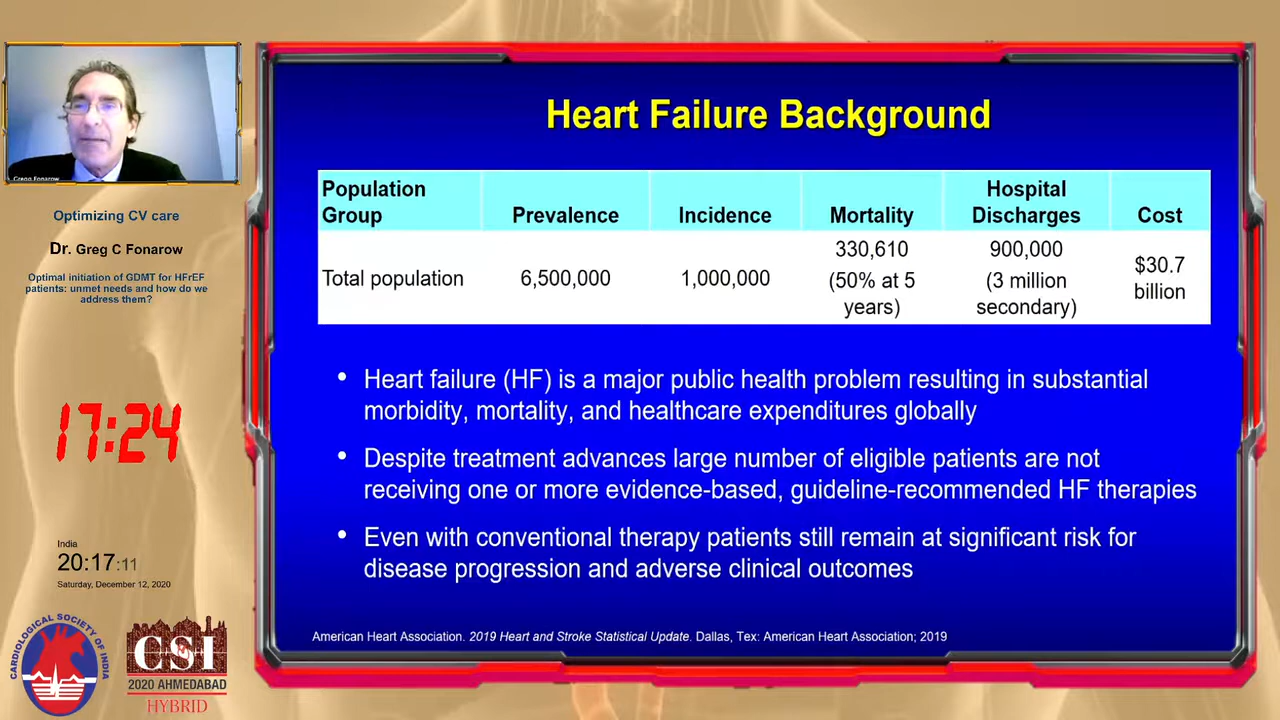 Gregg Fonarow
Optimizing CV care
Dr. Greg C Fonarow
Optimal initiation of GDMT for HFrEF
patients: unmet needs and how do we
address them?
17:24
India
20:17:11
Saturday, December 12, 2020
CARDIOLOGICAL SOCIETY OF INDIA
CSI
2020 AHMEDABAD
HYBRID
Heart Failure Background
Population Group Prevalence Incidence Mortality Hospital Discharges Cost
Total population 6,500,000 1,000,000 330,610 (50% at 5 years) 900,000 (3 million secondary) $30.7 billion
• Heart failure (HF) is a major public health problem resulting in substantial
morbidity, mortality, and healthcare expenditures globally
• Despite treatment advances large number of eligible patients are not
receiving one or more evidence-based, guideline-recommended HF therapies
• Even with conventional therapy patients still remain at significant risk for
disease progression and adverse clinical outcomes
American Heart Association. 2019 Heart and Stroke Statistical Update. Dallas, Tex: American Heart Association; 2019